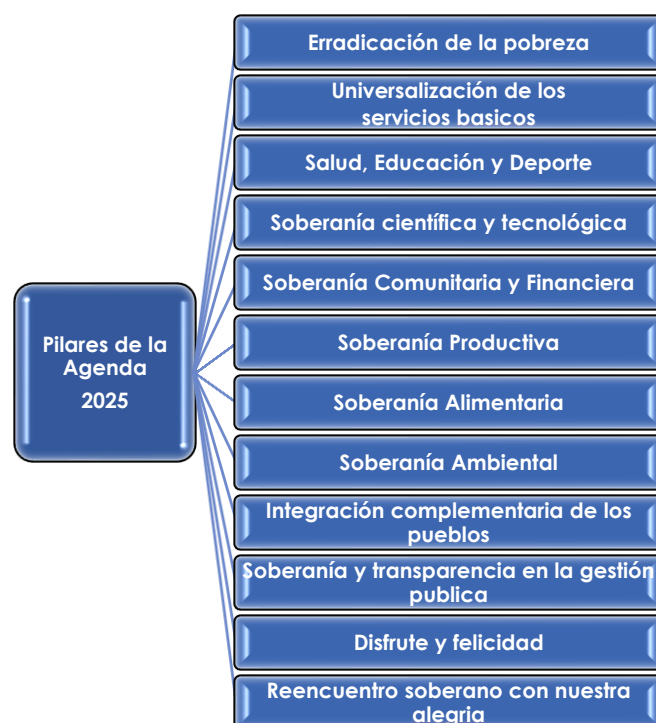 Pilares de la
Agenda
2025
Erradicación de la pobreza
Universalización de los
servicios basicos
Salud, Educación y Deporte
Soberanía científica y tecnológica
Soberanía Comunitaria y Financiera
Soberanía Productiva
Soberanía Alimentaria
Soberanía Ambiental
Integración complementaria de los
pueblos
Soberanía y transparencia en la gestión
publica
Disfrute y felicidad
Reencuentro soberano con nuestra
alegria